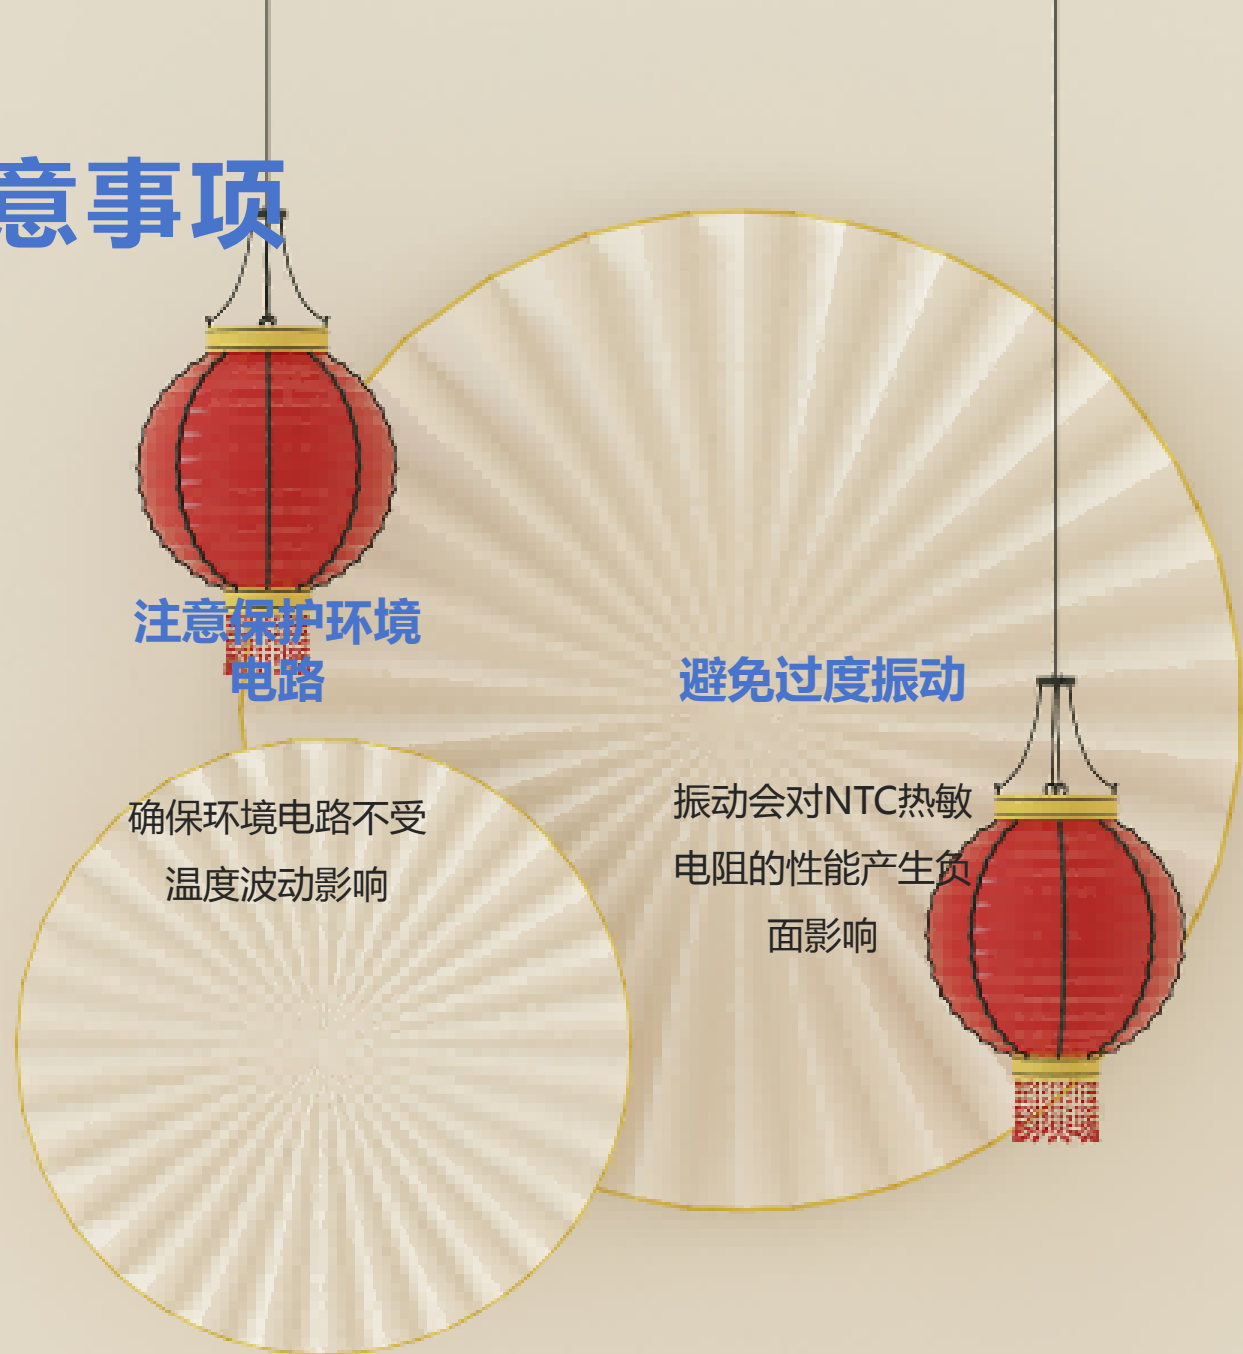 意事项
注意保护环境
电路
确保环境电路不受
温度波动影响
避免过度振动
振动会对NTC热敏
电阻的性能产生负
面影响